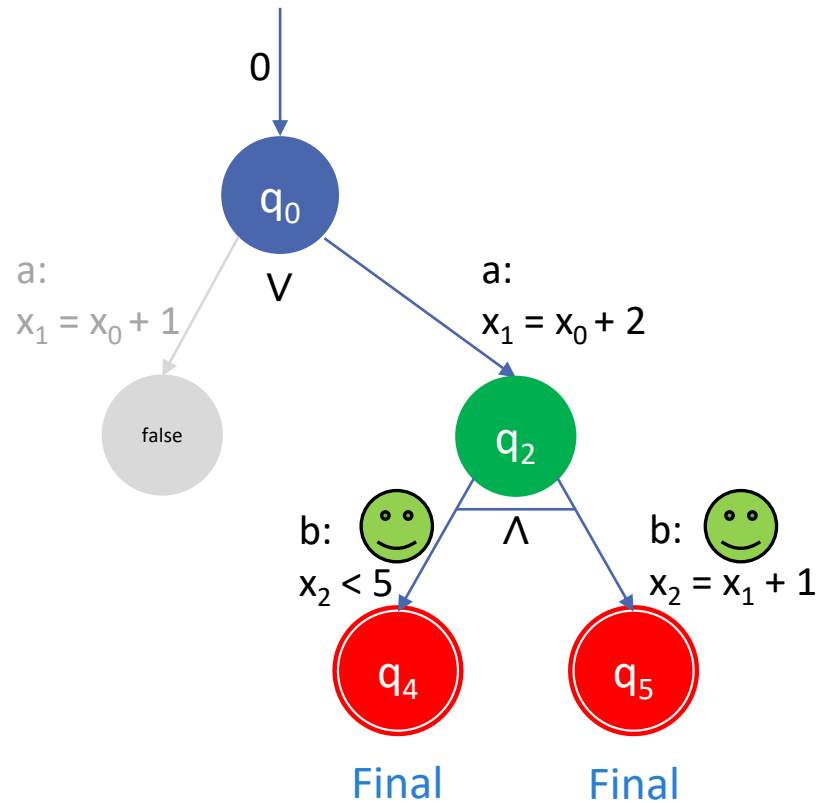 0
q₀
a:
x₁ = x₀ + 1
V
a:
x₁ = x₀ + 2
false
q₂
b:
x₂ < 5
Λ
b:
x₂ = x₁ + 1
q₄
q₅
Final
Final